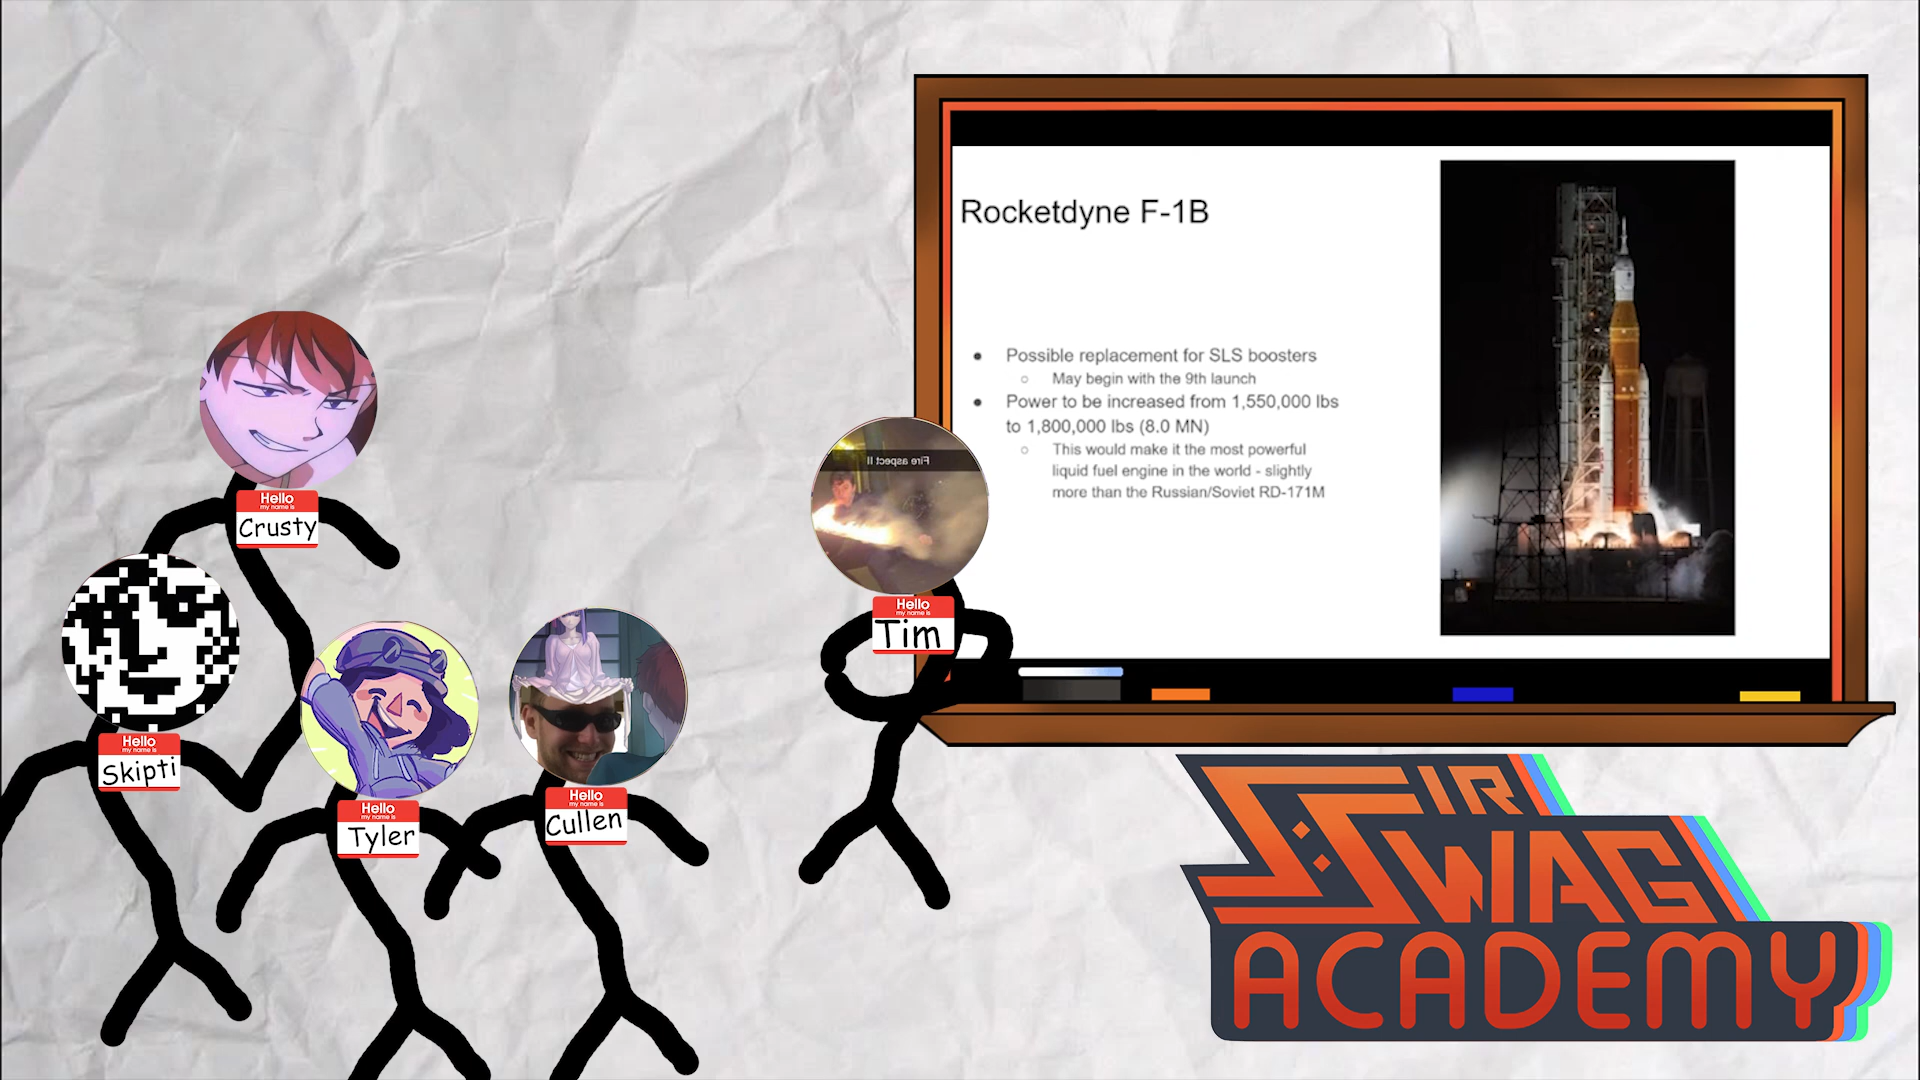 Rocketdyne F-1B
Possible replacement for SLS boosters
May begin with the 9th launch
Power to be increased from 1,550,000 lbs
to 1,800,000 lbs (8.0 MN)
This would make it the most powerful
liquid fuel engine in the world - slightly
more than the Russian/Soviet RD-171M
Hello
my name is
Crusty
Fire aspect II
Hello
my name is
Tim
Hello
my name is
Skipti
Hello
my name is
Tyler
Hello
my name is
Cullen
SIR
SWAG
ACADEMY